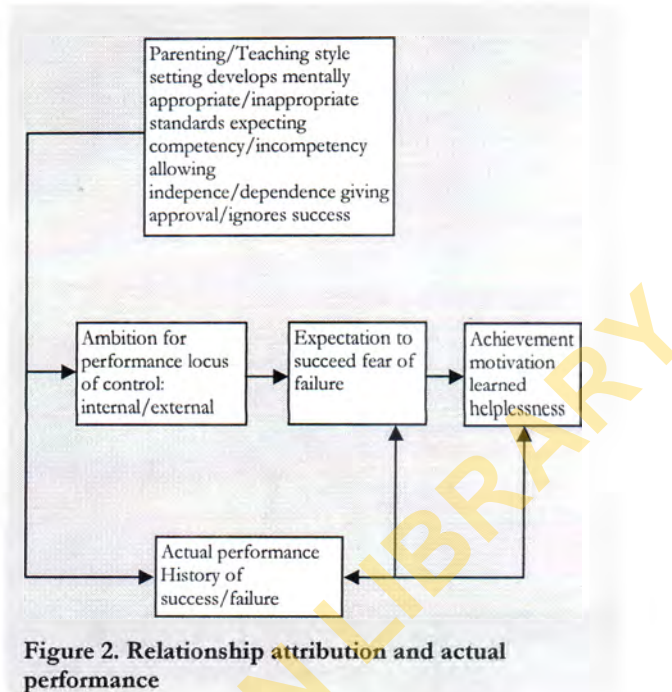 Parenting/Teaching style
setting develops mentally
appropriate/inappropriate
standards expecting
competency/incompetency
allowing
indepence/dependence giving
approval/ignores success
Ambition for
performance locus
of control:
internal/external
Expectation to
succeed fear of
failure
Achievement
motivation
learned
helplessness
Actual performance
History of
success/failure
Figure 2. Relationship attribution and actual
performance
N LIBRARY